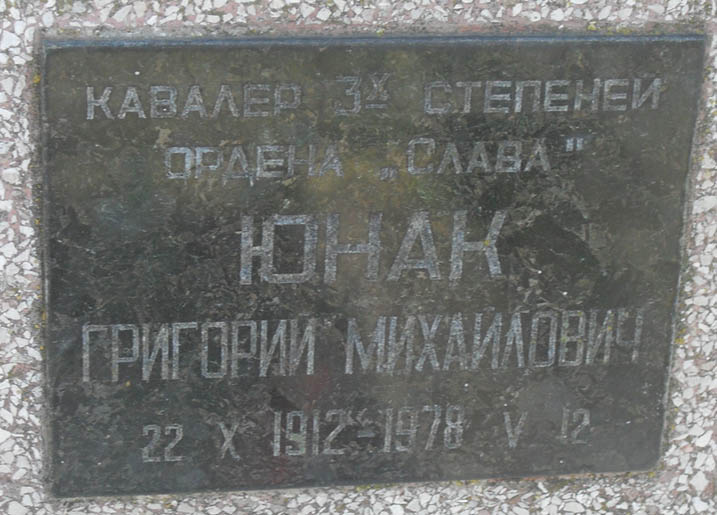 КАВАЛЕР 3х СТЕПЕНЕЙ
ОРДЕНА „СЛАВА"
ЮНАК
ГРИГОРИЙ МИХАЙЛОВИЧ
22 X 1912-1978 V 12